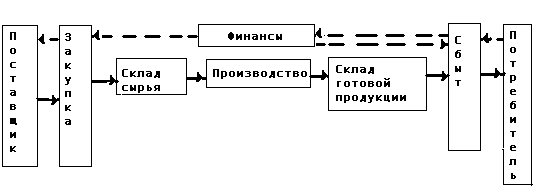 Поставщик
Закупка
Финансы
Склад
сырья
Производство
Склад
готовой
продукции
Сбыт
Потребитель